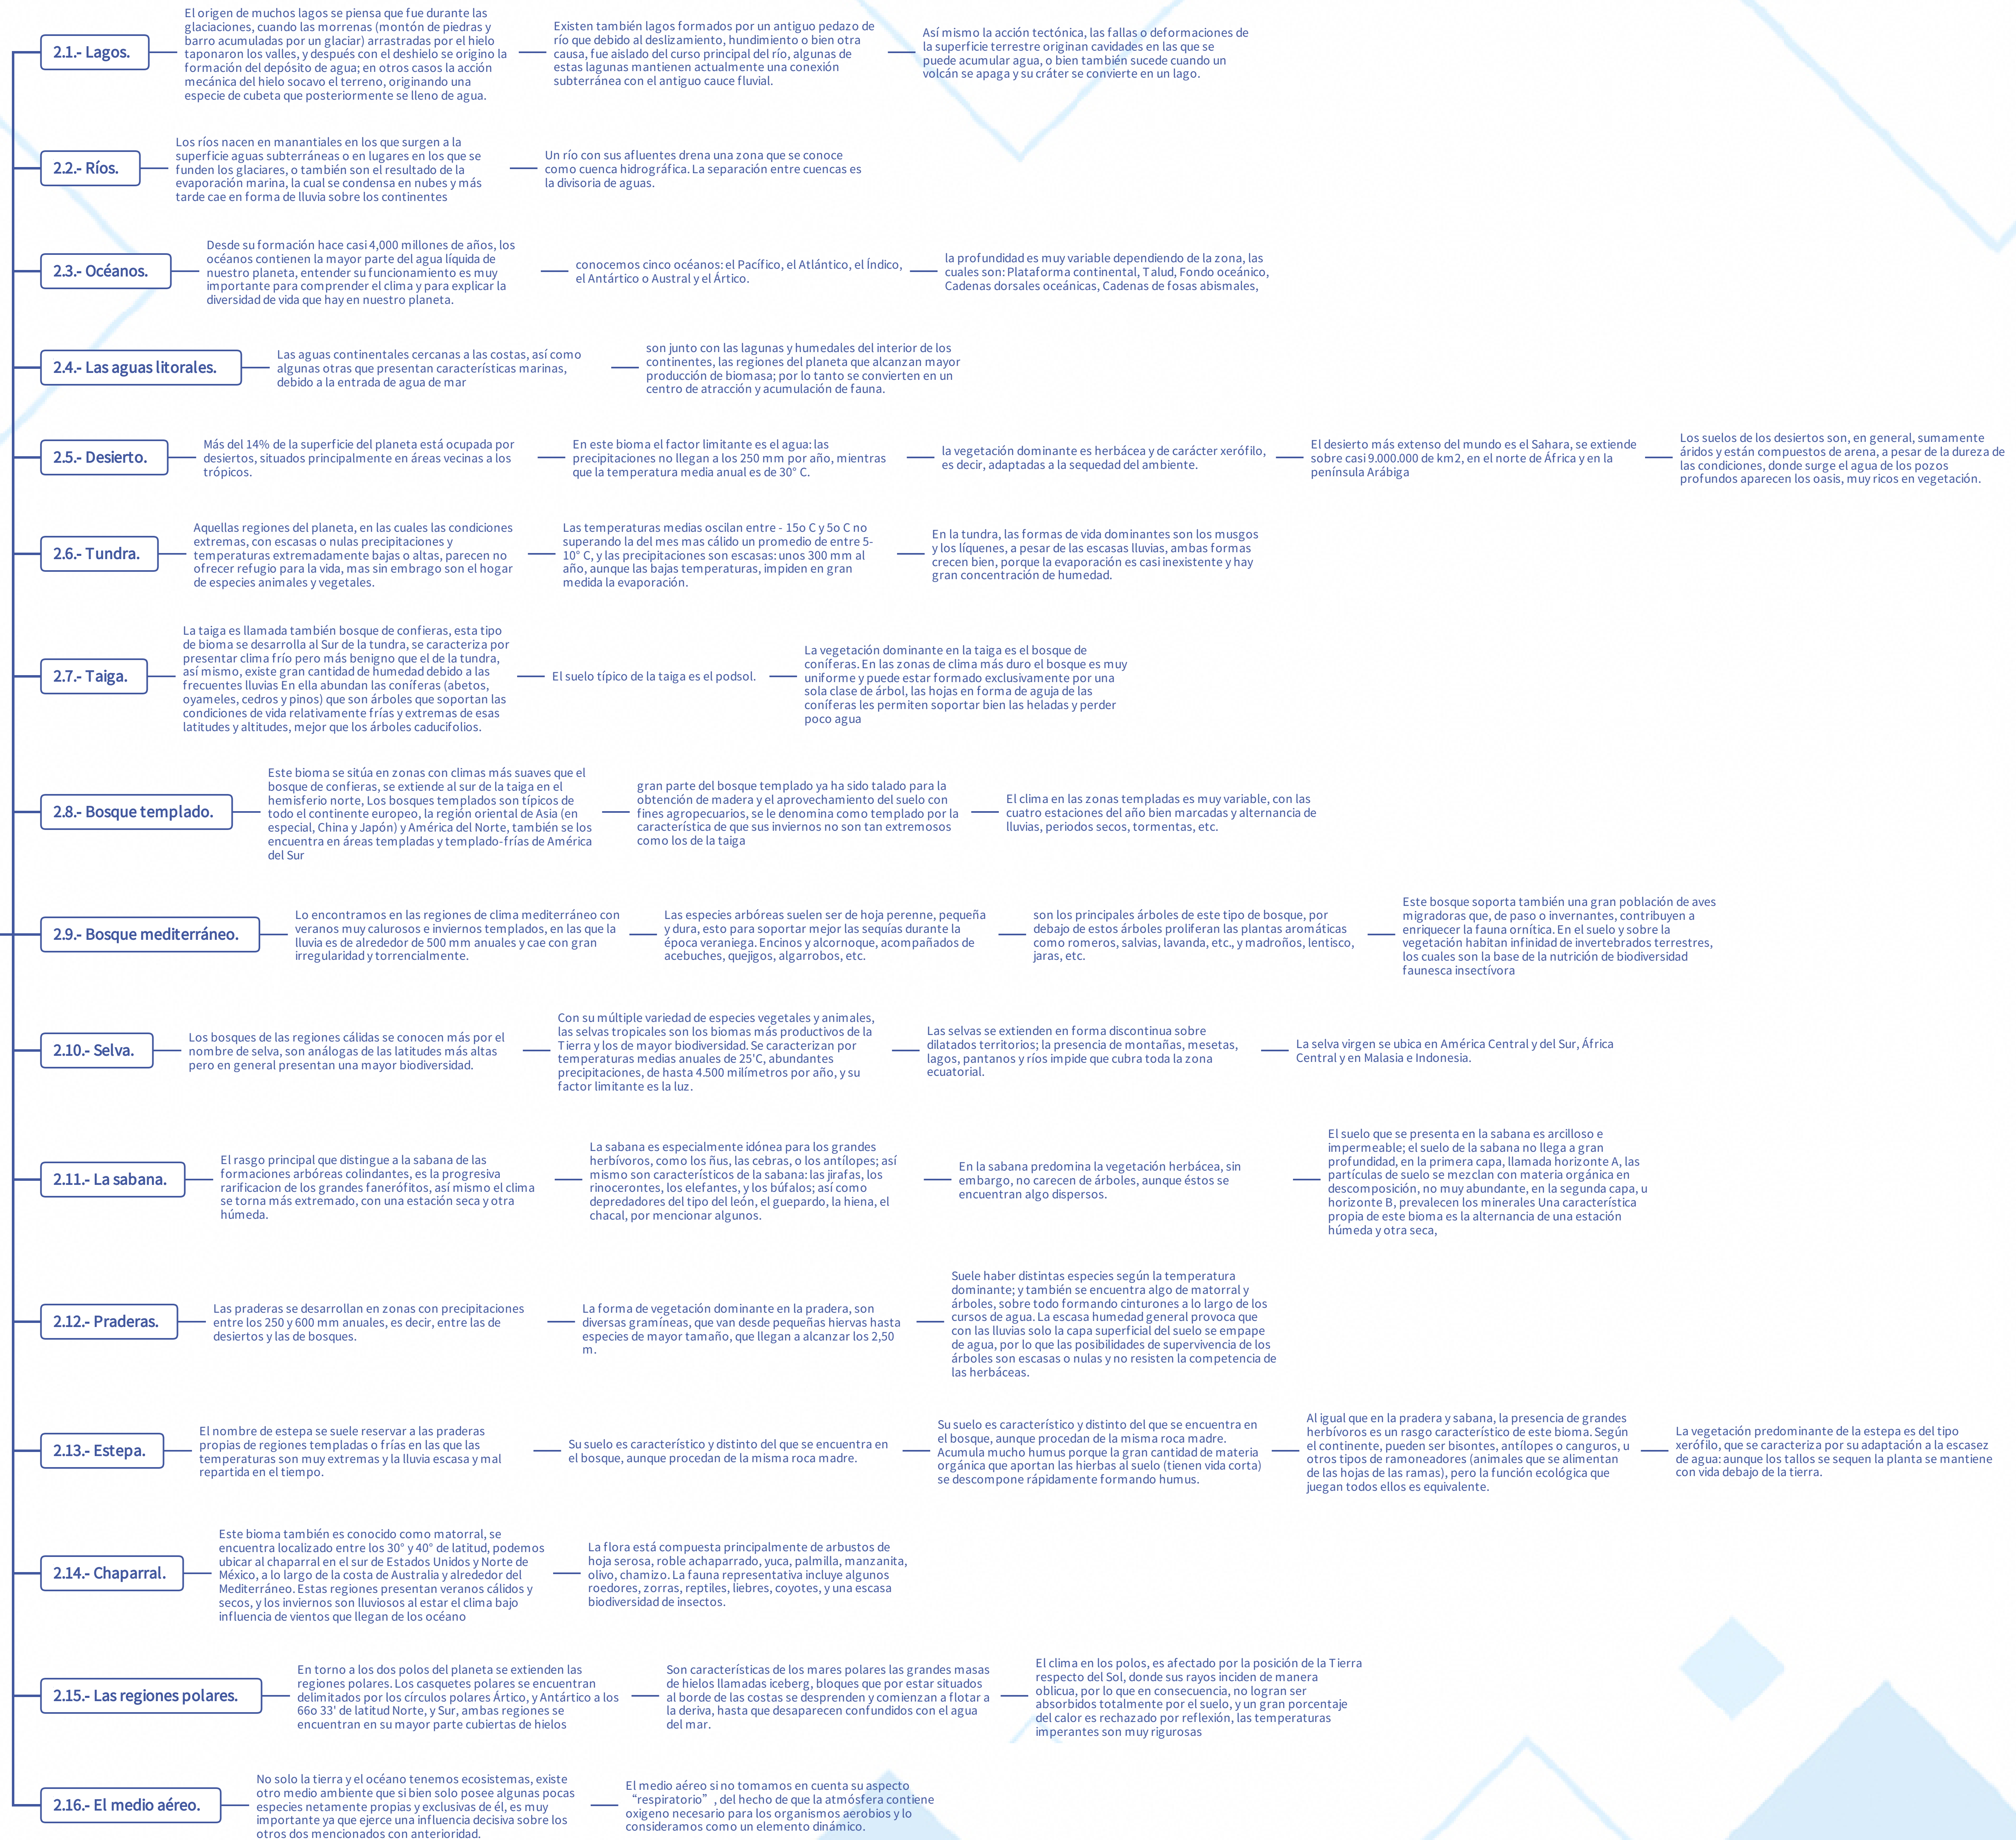 2.1.- Lagos.
El origen de muchos lagos se piensa que fue durante las
glaciaciones, cuando las morrenas (montón de piedras y
barro acumuladas por un glaciar) arrastradas por el hielo
taponaron los valles, y después con el deshielo se origino la
formación del depósito de agua; en otros casos la acción
mecánica del hielo socavo el terreno, originando una
especie de cubeta que posteriormente se lleno de agua.
Existen también lagos formados por un antiguo pedazo de
río que debido al deslizamiento, hundimiento o bien otra
causa, fue aislado del curso principal del río, algunas de
estas lagunas mantienen actualmente una conexión
subterránea con el antiguo cauce fluvial.
Así mismo la acción tectónica, las fallas o deformaciones de
la superficie terrestre originan cavidades en las que se
puede acumular agua, o bien también sucede cuando un
volcán se apaga y su cráter se convierte en un lago.
2.2.- Ríos.
Los ríos nacen en manantiales en los que surgen a la
superficie aguas subterráneas o en lugares en los que se
funden los glaciares, o también son el resultado de la
evaporación marina, la cual se condensa en nubes y más
tarde cae en forma de lluvia sobre los continentes
Un río con sus afluentes drena una zona que se conoce
como cuenca hidrográfica. La separación entre cuencas es
la divisoria de aguas.
2.3.- Océanos.
Desde su formación hace casi 4,000 millones de años, los
océanos contienen la mayor parte del agua líquida de
nuestro planeta, entender su funcionamiento es muy
importante para comprender el clima y para explicar la
diversidad de vida que hay en nuestro planeta.
conocemos cinco océanos: el Pacífico, el Atlántico, el Índico,
el Antártico o Austral y el Ártico.
la profundidad es muy variable dependiendo de la zona, las
cuales son: Plataforma continental, Talud, Fondo oceánico,
Cadenas dorsales oceánicas, Cadenas de fosas abismales,
2.4.- Las aguas litorales.
Las aguas continentales cercanas a las costas, así como
algunas otras que presentan características marinas,
debido a la entrada de agua de mar
son junto con las lagunas y humedales del interior de los
continentes, las regiones del planeta que alcanzan mayor
producción de biomasa; por lo tanto se convierten en un
centro de atracción y acumulación de fauna.
2.5.- Desierto.
Más del 14% de la superficie del planeta está ocupada por
desiertos, situados principalmente en áreas vecinas a los
trópicos.
En este bioma el factor limitante es el agua: las
precipitaciones no llegan a los 250 mm por año, mientras
que la temperatura media anual es de 30° C.
la vegetación dominante es herbácea y de carácter xerófilo,
es decir, adaptadas a la sequedad del ambiente.
El desierto más extenso del mundo es el Sahara, se extiende
sobre casi 9.000.000 de km2, en el norte de África y en la
península Arábiga
Los suelos de los desiertos son, en general, sumamente
áridos y están compuestos de arena, a pesar de la dureza de
las condiciones, donde surge el agua de los pozos
profundos aparecen los oasis, muy ricos en vegetación.
2.6.- Tundra.
Aquellas regiones del planeta, en las cuales las condiciones
extremas, con escasas o nulas precipitaciones y
temperaturas extremadamente bajas o altas, parecen no
ofrecer refugio para la vida, mas sin embrago son el hogar
de especies animales y vegetales.
Las temperaturas medias oscilan entre - 15o C y 5o C no
superando la del mes mas cálido un promedio de entre 5-
10° C, y las precipitaciones son escasas: unos 300 mm al
año, aunque las bajas temperaturas, impiden en gran
medida la evaporación.
En la tundra, las formas de vida dominantes son los musgos
y los líquenes, a pesar de las escasas lluvias, ambas formas
crecen bien, porque la evaporación es casi inexistente y hay
gran concentración de humedad.
2.7.- Taiga.
La taiga es llamada también bosque de confieras, esta tipo
de bioma se desarrolla al Sur de la tundra, se caracteriza por
presentar clima frío pero más benigno que el de la tundra,
así mismo, existe gran cantidad de humedad debido a las
frecuentes lluvias En ella abundan las coníferas (abetos,
oyameles, cedros y pinos) que son árboles que soportan las
condiciones de vida relativamente frías y extremas de esas
latitudes y altitudes, mejor que los árboles caducifolios.
El suelo típico de la taiga es el podsol.
La vegetación dominante en la taiga es el bosque de
coníferas. En las zonas de clima más duro el bosque es muy
uniforme y puede estar formado exclusivamente por una
sola clase de árbol, las hojas en forma de aguja de las
coníferas les permiten soportar bien las heladas y perder
poco agua
2.8.- Bosque templado.
Este bioma se sitúa en zonas con climas más suaves que el
bosque de confieras, se extiende al sur de la taiga en el
hemisferio norte, Los bosques templados son típicos de
todo el continente europeo, la región oriental de Asia (en
especial, China y Japón) y América del Norte, también se los
encuentra en áreas templadas y templado-frías de América
del Sur
gran parte del bosque templado ya ha sido talado para la
obtención de madera y el aprovechamiento del suelo con
fines agropecuarios, se le denomina como templado por la
característica de que sus inviernos no son tan extremosos
como los de la taiga
El clima en las zonas templadas es muy variable, con las
cuatro estaciones del año bien marcadas y alternancia de
lluvias, periodos secos, tormentas, etc.
2.9.- Bosque mediterráneo.
Lo encontramos en las regiones de clima mediterráneo con
veranos muy calurosos e inviernos templados, en las que la
lluvia es de alrededor de 500 mm anuales y cae con gran
irregularidad y torrencialmente.
Las especies arbóreas suelen ser de hoja perenne, pequeña
y dura, esto para soportar mejor las sequías durante la
época veraniega. Encinos y alcornoque, acompañados de
acebuches, quejigos, algarrobos, etc.
son los principales árboles de este tipo de bosque, por
debajo de estos árboles proliferan las plantas aromáticas
como romeros, salvias, lavanda, etc., y madroños, lentisco,
jaras, etc.
Este bosque soporta también una gran población de aves
migradoras que, de paso o invernantes, contribuyen a
enriquecer la fauna ornítica. En el suelo y sobre la
vegetación habitan infinidad de invertebrados terrestres,
los cuales son la base de la nutrición de biodiversidad
faunesca insectívora
2.10.- Selva.
Los bosques de las regiones cálidas se conocen más por el
nombre de selva, son análogas de las latitudes más altas
pero en general presentan una mayor biodiversidad.
Con su múltiple variedad de especies vegetales y animales,
las selvas tropicales son los biomas más productivos de la
Tierra y los de mayor biodiversidad. Se caracterizan por
temperaturas medias anuales de 25'C, abundantes
precipitaciones, de hasta 4.500 milímetros por año, y su
factor limitante es la luz.
Las selvas se extienden en forma discontinua sobre
dilatados territorios; la presencia de montañas, mesetas,
lagos, pantanos y ríos impide que cubra toda la zona
ecuatorial.
La selva virgen se ubica en América Central y del Sur, África
Central y en Malasia e Indonesia.
2.11.- La sabana.
El rasgo principal que distingue a la sabana de las
formaciones arbóreas colindantes, es la progresiva
rarificacion de los grandes fanerófitos, así mismo el clima
se torna más extremado, con una estación seca y otra
húmeda.
La sabana es especialmente idónea para los grandes
herbívoros, como los ñus, las cebras, o los antílopes; así
mismo son característicos de la sabana: las jirafas, los
rinocerontes, los elefantes, y los búfalos; así como
depredadores del tipo del león, el guepardo, la hiena, el
chacal, por mencionar algunos.
En la sabana predomina la vegetación herbácea, sin
embargo, no carecen de árboles, aunque éstos se
encuentran algo dispersos.
El suelo que se presenta en la sabana es arcilloso e
impermeable; el suelo de la sabana no llega a gran
profundidad, en la primera capa, llamada horizonte A, las
partículas de suelo se mezclan con materia orgánica en
descomposición, no muy abundante, en la segunda capa, u
horizonte B, prevalecen los minerales Una característica
propia de este bioma es la alternancia de una estación
húmeda y otra seca,
2.12.- Praderas.
Las praderas se desarrollan en zonas con precipitaciones
entre los 250 y 600 mm anuales, es decir, entre las de
desiertos y las de bosques.
La forma de vegetación dominante en la pradera, son
diversas gramíneas, que van desde pequeñas hiervas hasta
especies de mayor tamaño, que llegan a alcanzar los 2,50
m.
Suele haber distintas especies según la temperatura
dominante; y también se encuentra algo de matorral y
árboles, sobre todo formando cinturones a lo largo de los
cursos de agua. La escasa humedad general provoca que
con las lluvias solo la capa superficial del suelo se empape
de agua, por lo que las posibilidades de supervivencia de los
árboles son escasas o nulas y no resisten la competencia de
las herbáceas.
2.13.- Estepa.
El nombre de estepa se suele reservar a las praderas
propias de regiones templadas o frías en las que las
temperaturas son muy extremas y la lluvia escasa y mal
repartida en el tiempo.
Su suelo es característico y distinto del que se encuentra en
el bosque, aunque procedan de la misma roca madre.
Su suelo es característico y distinto del que se encuentra en
el bosque, aunque procedan de la misma roca madre.
Acumula mucho humus porque la gran cantidad de materia
orgánica que aportan las hierbas al suelo (tienen vida corta)
se descompone rápidamente formando humus.
Al igual que en la pradera y sabana, la presencia de grandes
herbívoros es un rasgo característico de este bioma. Según
el continente, pueden ser bisontes, antílopes o canguros, u
otros tipos de ramoneadores (animales que se alimentan
de las hojas de las ramas), pero la función ecológica que
juegan todos ellos es equivalente.
La vegetación predominante de la estepa es del tipo
xerófilo, que se caracteriza por su adaptación a la escasez
de agua: aunque los tallos se sequen la planta se mantiene
con vida debajo de la tierra.
2.14.- Chaparral.
Este bioma también es conocido como matorral, se
encuentra localizado entre los 30° y 40° de latitud, podemos
ubicar al chaparral en el sur de Estados Unidos y Norte de
México, a lo largo de la costa de Australia y alrededor del
Mediterráneo. Estas regiones presentan veranos cálidos y
secos, y los inviernos son lluviosos al estar el clima bajo
influencia de vientos que llegan de los océano
La flora está compuesta principalmente de arbustos de
hoja serosa, roble achaparrado, yuca, palmilla, manzanita,
olivo, chamizo. La fauna representativa incluye algunos
roedores, zorras, reptiles, liebres, coyotes, y una escasa
biodiversidad de insectos.
2.15.- Las regiones polares.
En torno a los dos polos del planeta se extienden las
regiones polares. Los casquetes polares se encuentran
delimitados por los círculos polares Ártico, y Antártico a los
66o 33' de latitud Norte, y Sur, ambas regiones se
encuentran en su mayor parte cubiertas de hielos
Son características de los mares polares las grandes masas
de hielos llamadas iceberg, bloques que por estar situados
al borde de las costas se desprenden y comienzan a flotar a
la deriva, hasta que desaparecen confundidos con el agua
del mar.
El clima en los polos, es afectado por la posición de la Tierra
respecto del Sol, donde sus rayos inciden de manera
oblicua, por lo que en consecuencia, no logran ser
absorbidos totalmente por el suelo, y un gran porcentaje
del calor es rechazado por reflexión, las temperaturas
imperantes son muy rigurosas
2.16.- El medio aéreo.
No solo la tierra y el océano tenemos ecosistemas, existe
otro medio ambiente que si bien solo posee algunas pocas
especies netamente propias y exclusivas de él, es muy
importante ya que ejerce una influencia decisiva sobre los
otros dos mencionados con anterioridad.
El medio aéreo si no tomamos en cuenta su aspecto
“respiratorio”, del hecho de que la atmósfera contiene
oxigeno necesario para los organismos aerobios y lo
consideramos como un elemento dinámico.